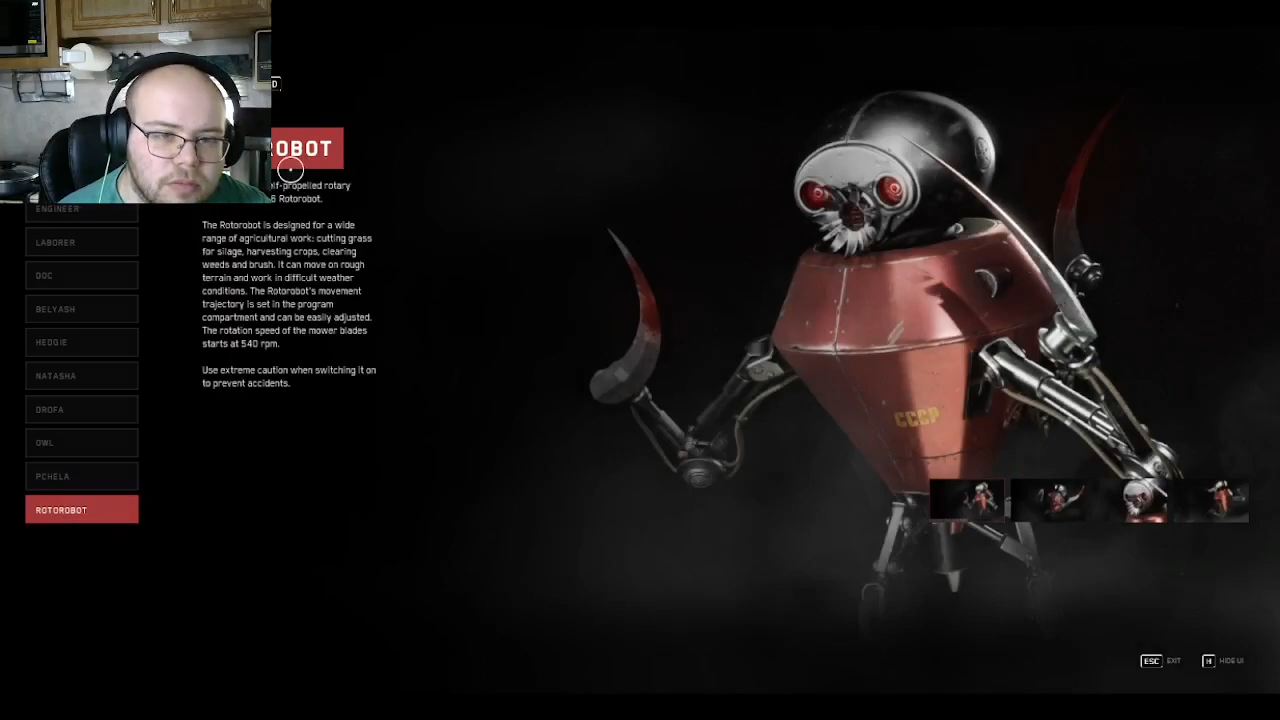 D
ROBOT
elf-propelled rotary
6 Rotorobot.
The Rotorobot is designed for a wide
range of agricultural work: cutting grass
for silage, harvesting crops, clearing
weeds and brush. It can move on rough
terrain and work in difficult weather
conditions. The Rotorobot's movement
trajectory is set in the program
compartment and can be easily adjusted.
The rotation speed of the mower blades
starts at 540 rpm.
Use extreme caution when switching it on
to prevent accidents.
ENGINEER
LABORER
DOC
BELYASH
HEDGIE
NATASHA
DROFA
OWL
PCHELA
ROTOROBOT
СССР
ESC EXIT
H HIDE UI